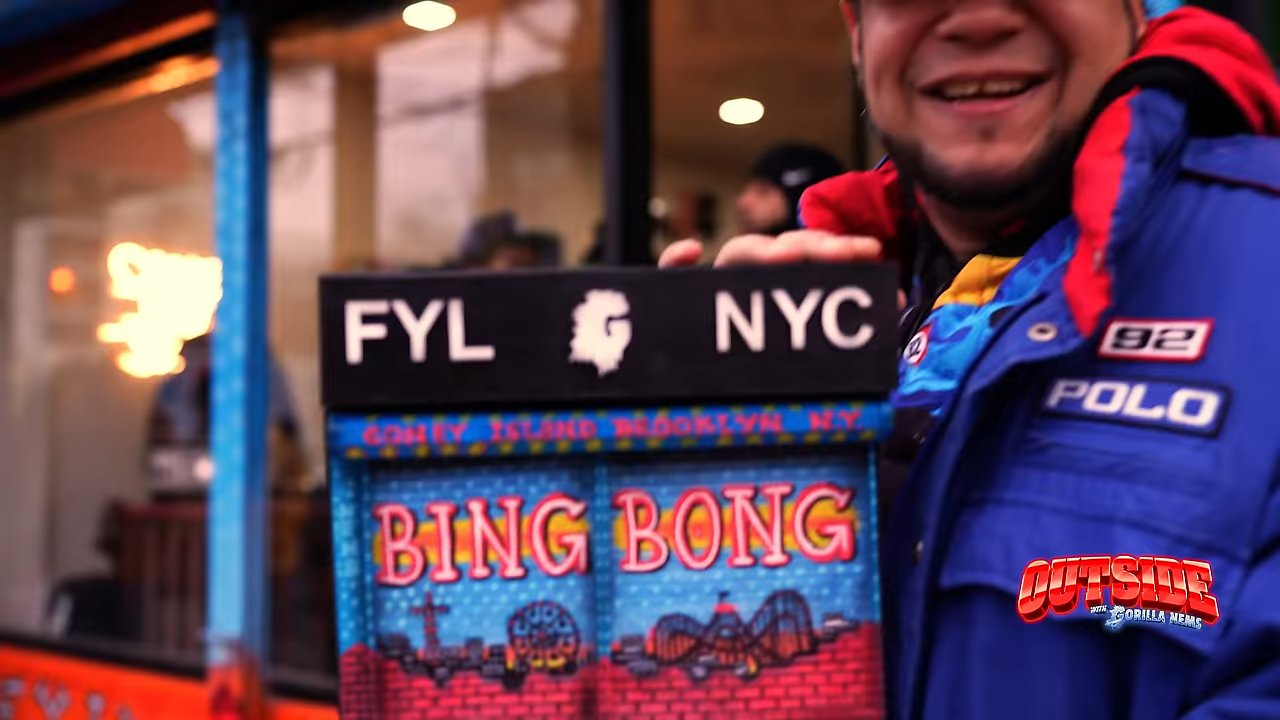 FYL G NYC
CONEY ISLAND BROOKLYN N.Y.
BING BONG
92
POLO
OUTSIDE
WITH GORILLA NEMS